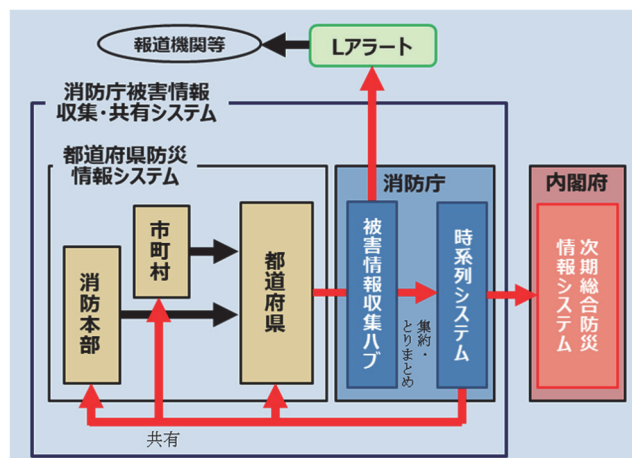 報道機関等
Lアラート
消防庁被害情報
収集・共有システム
都道府県防災
情報システム
消防庁
内閣府
消防本部
市町村
都道府県
被害情報収集ハブ
集約・
とりまとめ
時系列システム
次期総合防災
情報システム
共有